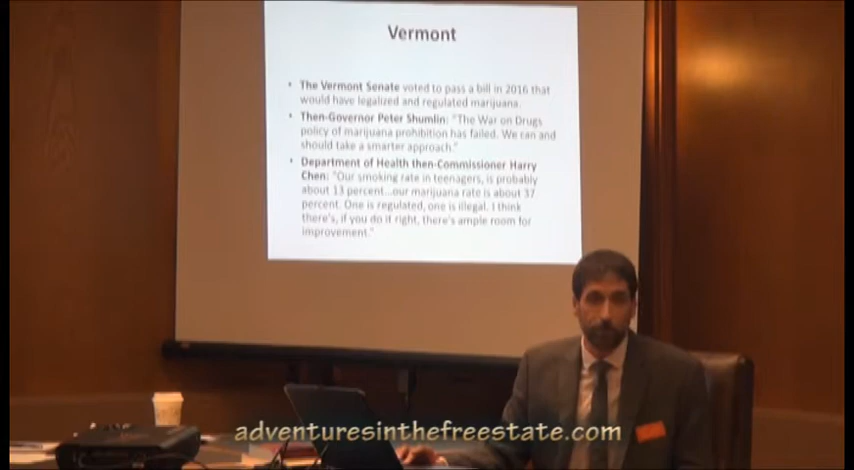 Vermont
• The Vermont Senate voted to pass a bill in 2016 that
would have legalized and regulated marijuana.
• Then-Governor Peter Shumlin: "The War on Drugs
policy of marijuana prohibition has failed. We can and
should take a smarter approach."
• Department of Health then-Commissioner Harry
Chen: "Our smoking rate in teenagers, is probably
about 13 percent...our marijuana rate is about 37
percent. One is regulated, one is illegal. I think
there's, if you do it right, there's ample room for
improvement."
adventuresinthefreestate.com